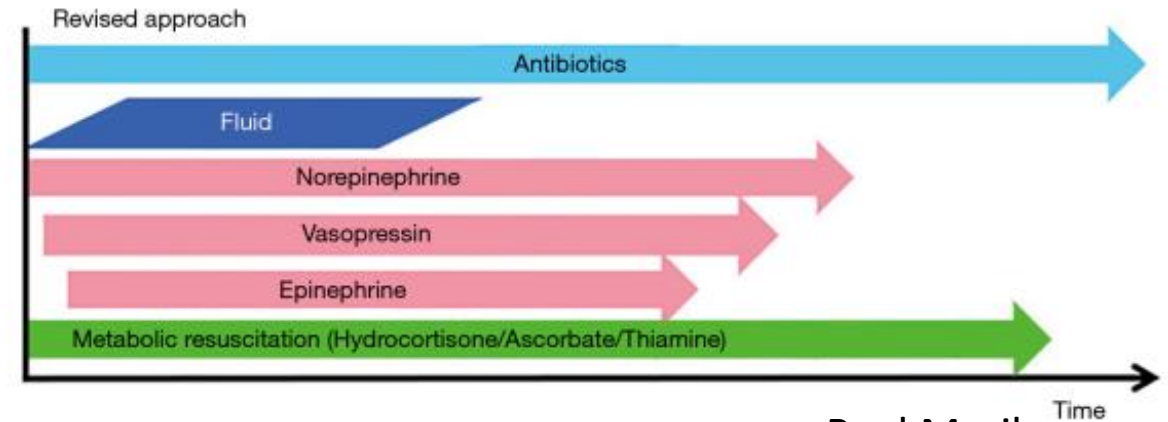 Revised approach
Antibiotics
Fluid
Norepinephrine
Vasopressin
Epinephrine
Metabolic resuscitation (Hydrocortisone/Ascorbate/Thiamine)
Time